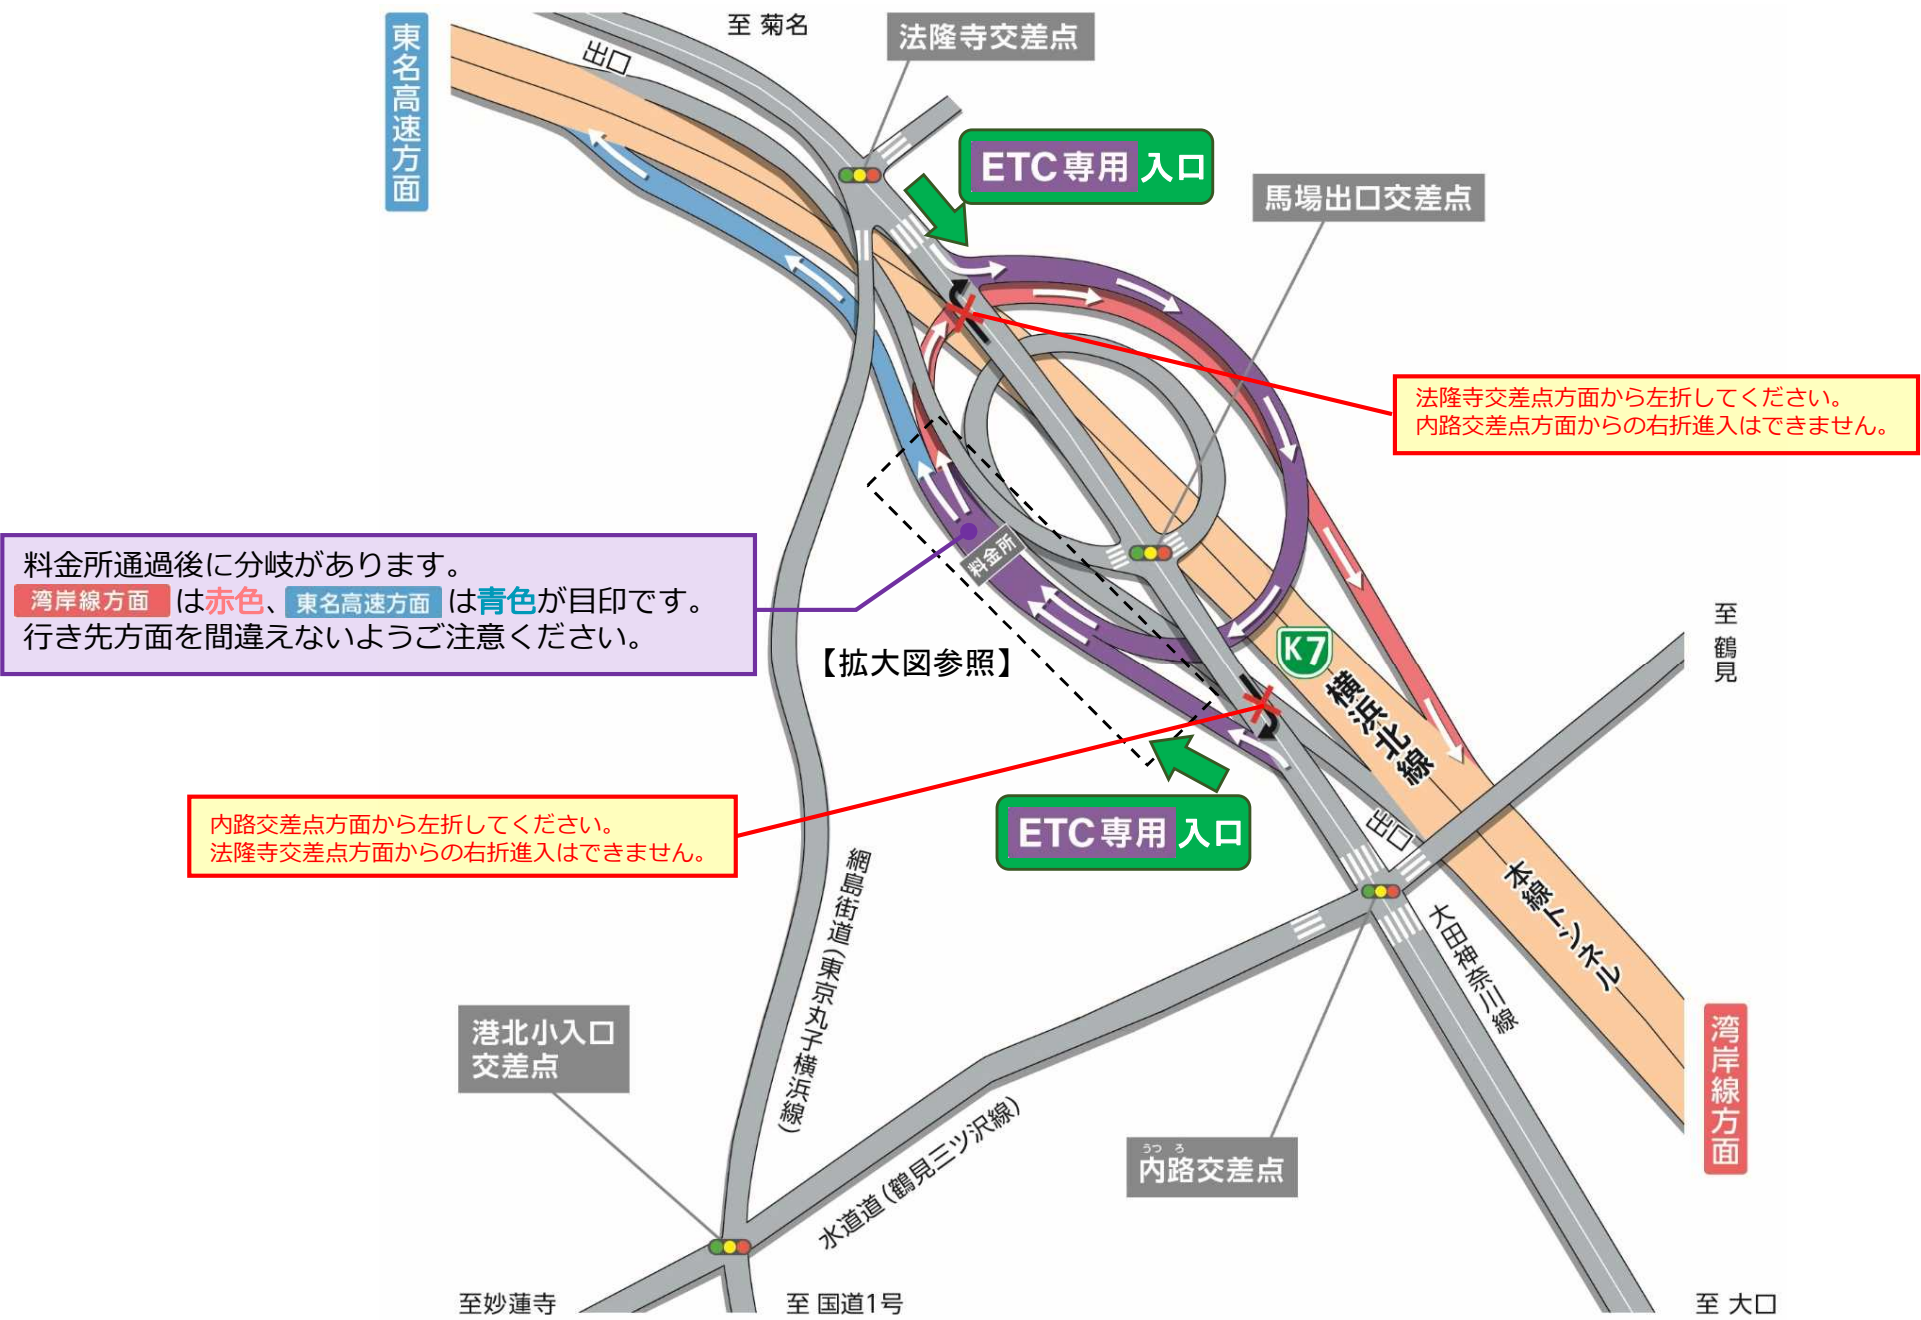 至 菊名
法隆寺交差点
東名高速方面
出口
ETC専用 入口
馬場出口交差点
法隆寺交差点方面から左折してください。
内路交差点方面からの右折進入はできません。
料金所通過後に分岐があります。
湾岸線方面 は赤色、東名高速方面 は青色が目印です。
行き先方面を間違えないようご注意ください。
料金所
【拡大図参照】
至 鶴見
K7
横浜北線
内路交差点方面から左折してください。
法隆寺交差点方面からの右折進入はできません。
ETC専用 入口
出口
本線トンネル
大田神奈川線
網島街道(東京丸子横浜線)
港北小入口
交差点
水道道(鶴見三ツ沢線)
うつ ろ
内路交差点
湾岸線方面
至妙蓮寺
至 国道1号
至 大口